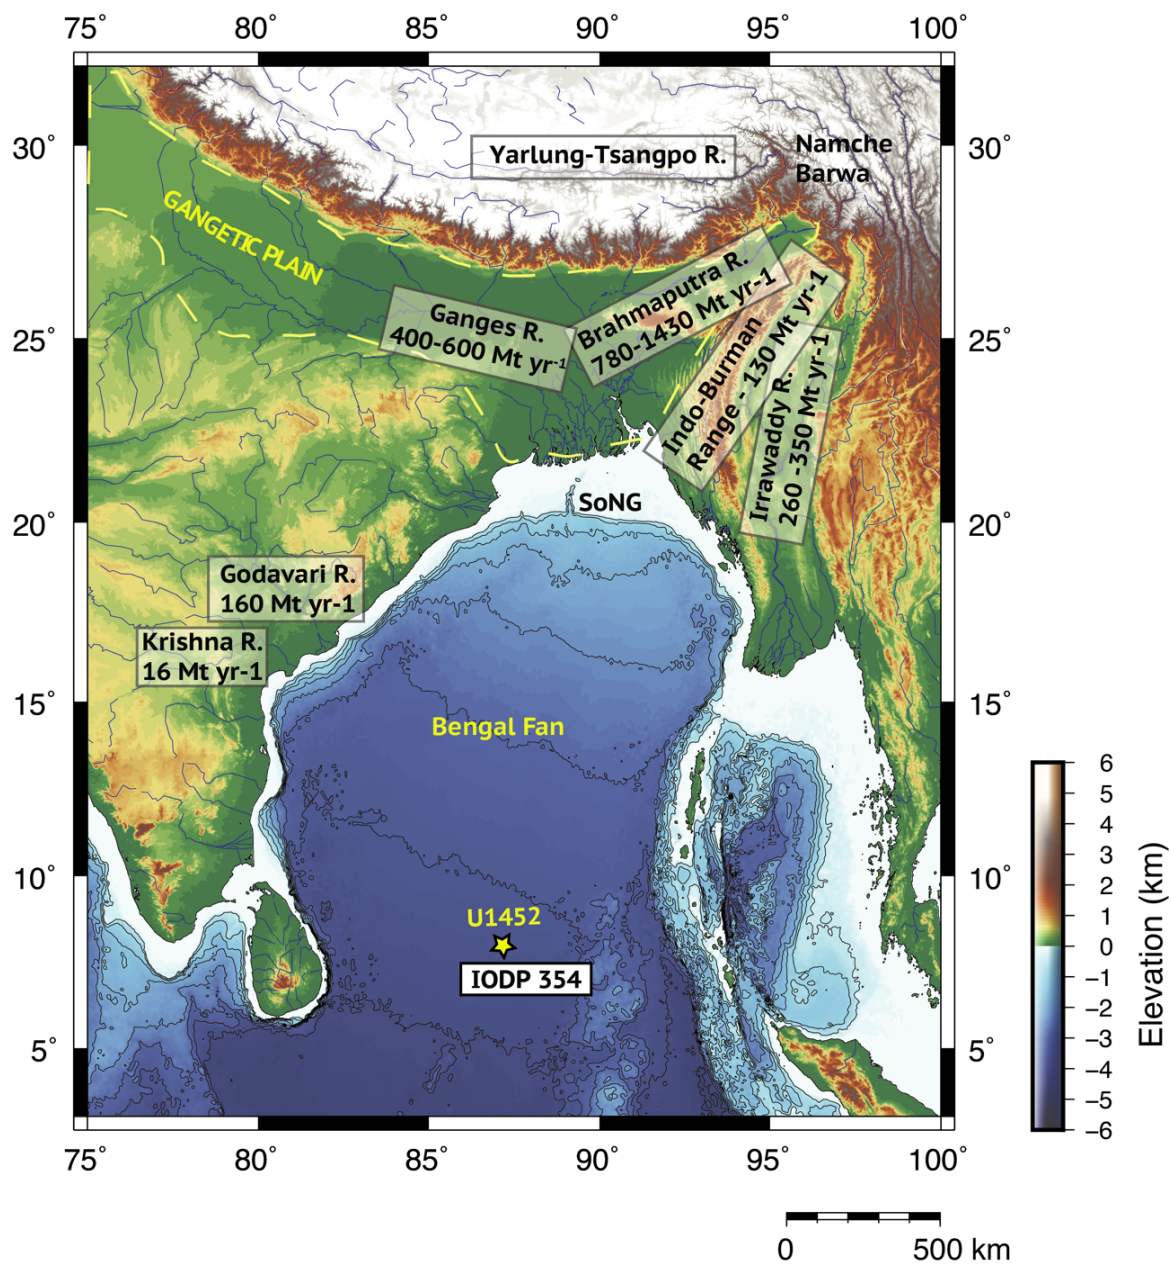 75° 80° 85° 90° 95° 100°
30° 30°
Yarlung-Tsangpo R.
Namche
Barwa
GANGETIC PLAIN
Ganges R.
400-600 Mt yr-1
Brahmaputra R.
780-1430 Mt yr-1
Indo-Burman
Range - 130 Mt yr-1
Irrawaddy R.
260 -350 Mt yr-1
25° 25°
SoNG
20° 20°
Godavari R.
160 Mt yr-1
Krishna R.
16 Mt yr-1
15° 15°
Bengal Fan
10° 10°
U1452
IODP 354
5° 5°
75° 80° 85° 90° 95° 100°
6
5
4
3
2
1
0
−1
−2
−3
−4
−5
−6
Elevation (km)
0 500 km